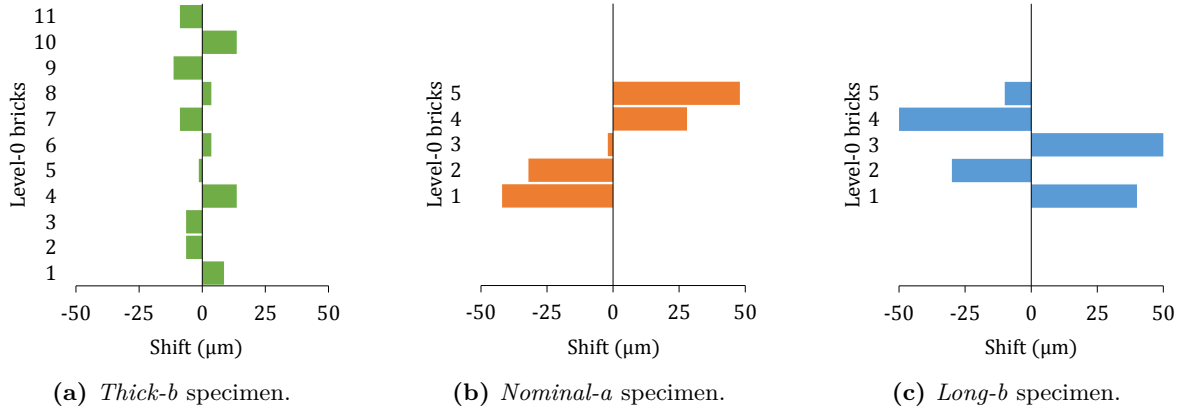 Level-0 bricks
11
10
9
8
7
6
5
4
3
2
1
-50 -25 0 25 50
Shift (μm)
(a) Thick-b specimen.
Level-0 bricks
5
4
3
2
1
-50 -25 0 25 50
Shift (μm)
(b) Nominal-a specimen.
Level-0 bricks
5
4
3
2
1
-50 -25 0 25 50
Shift (μm)
(c) Long-b specimen.